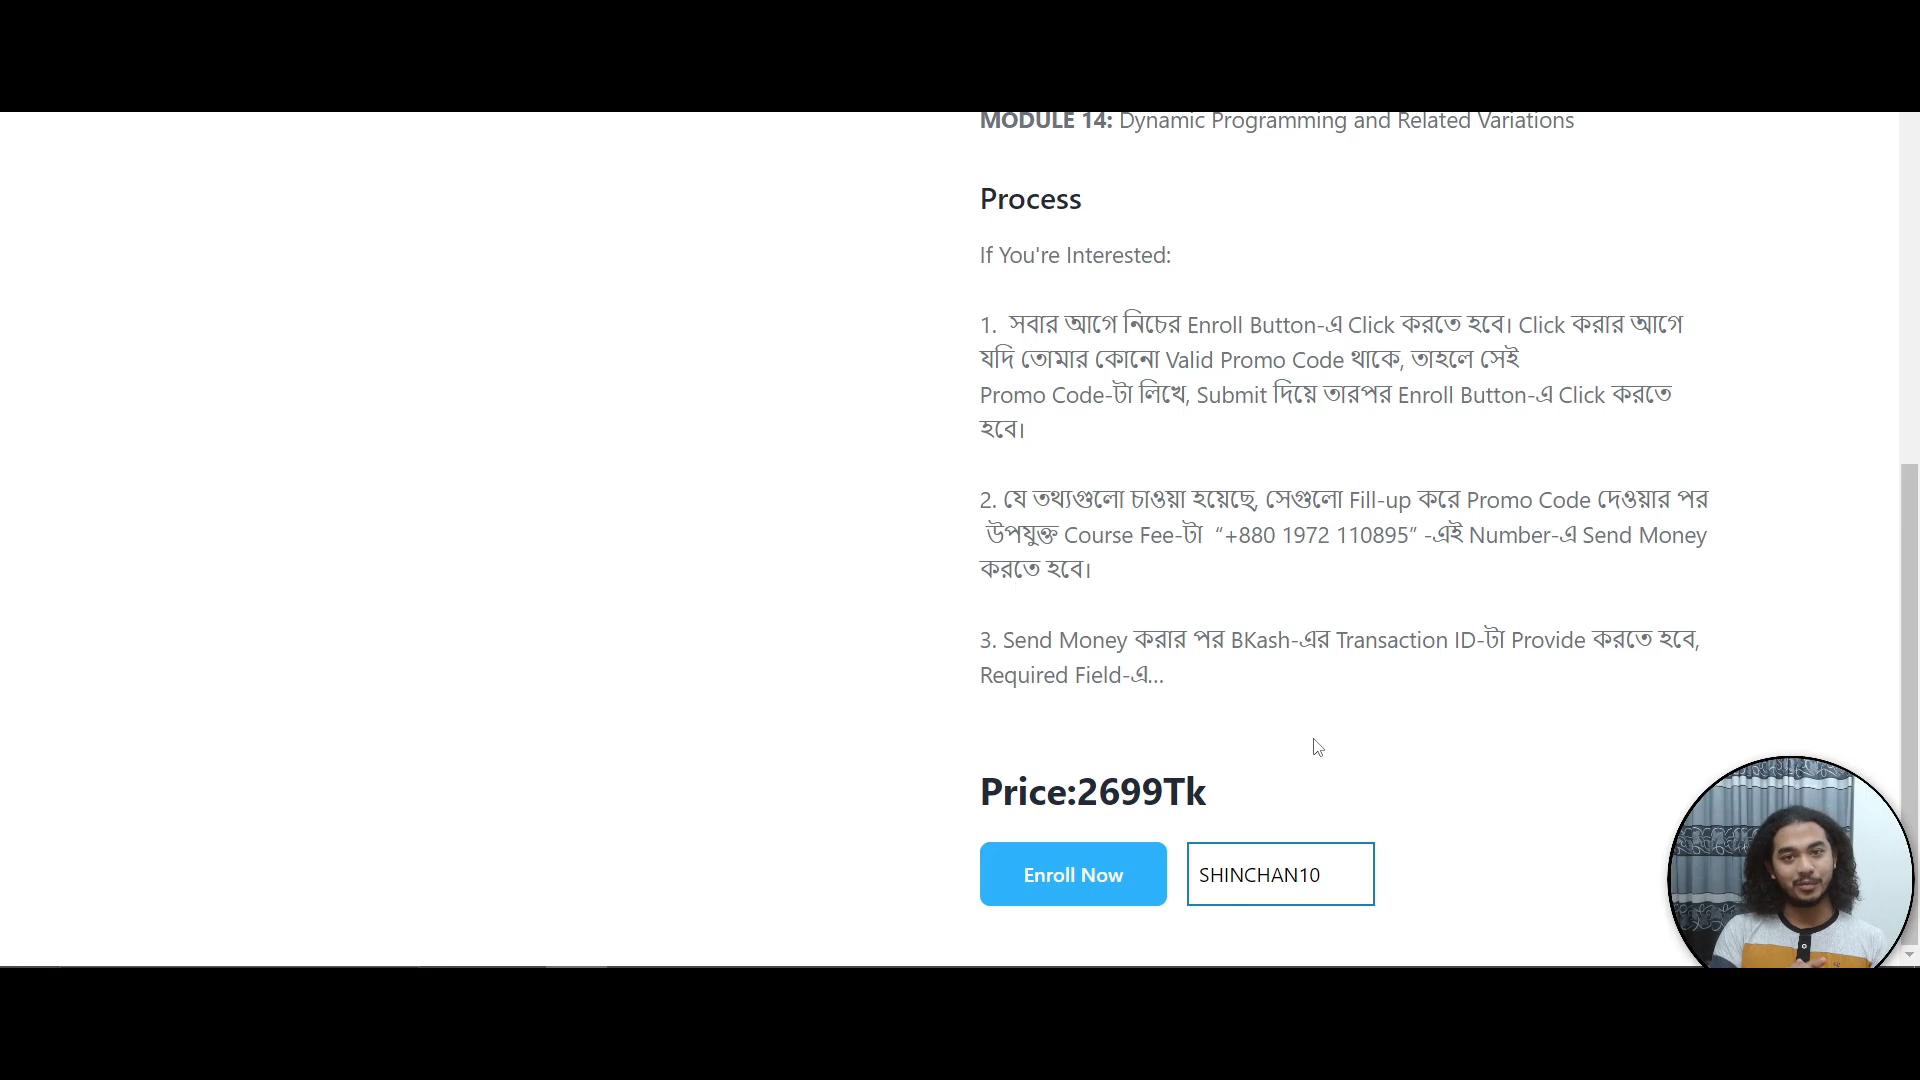 MODULE 14: Dynamic Programming and Related Variations
Process
If You're Interested:
1. সবার আগে নিচের Enroll Button-এ Click করতে হবে। Click করার আগে
যদি তোমার কোনো Valid Promo Code থাকে, তাহলে সেই
Promo Code-টা লিখে, Submit দিয়ে তারপর Enroll Button-এ Click করতে
হবে।
2. যে তথ্যগুলো চাওয়া হয়েছে, সেগুলো Fill-up করে Promo Code দেওয়ার পর
উপযুক্ত Course Fee-টা “+880 1972 110895” -এই Number-এ Send Money
করতে হবে।
3. Send Money করার পর BKash-এর Transaction ID-টা Provide করতে হবে,
Required Field-এ...
Price:2699Tk
Enroll Now
SHINCHAN10